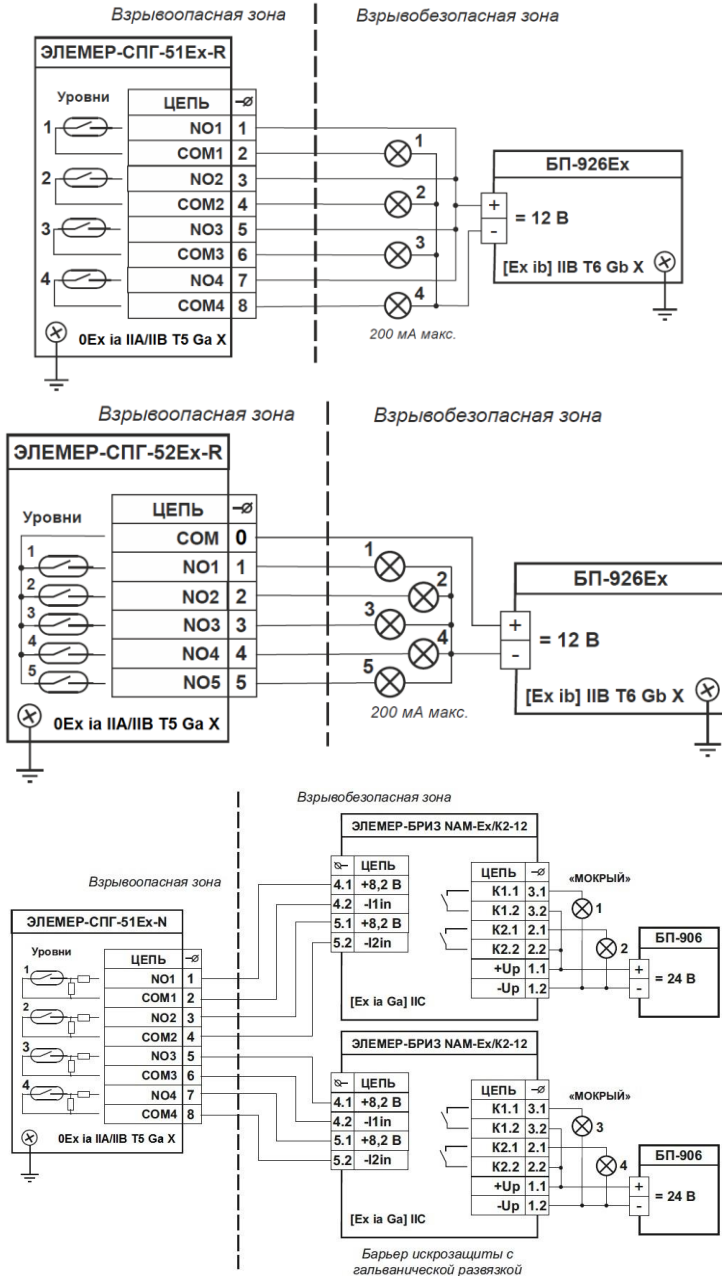 Взрывоопасная зона Взрывобезопасная зона
ЭЛЕМЕР-СПГ-51Ex-R
Уровни ЦЕПЬ
1 NO1 1
COM1 2 1
2 NO2 3
COM2 4 2
3 NO3 5
COM3 6 3
4 NO4 7
COM4 8 4
БП-926Ex
+
= 12 В
-
[Ex ib] IIB T6 Gb X
0Ex ia IIA/IIB T5 Ga X
200 мА макс.
Взрывоопасная зона Взрывобезопасная зона
ЭЛЕМЕР-СПГ-52Ex-R
Уровни ЦЕПЬ
COM 0
1 NO1 1 1
2 NO2 2 2
3 NO3 3 3
4 NO4 4 4
5 NO5 5 5
БП-926Ex
+
= 12 В
-
[Ex ib] IIB T6 Gb X
0Ex ia IIA/IIB T5 Ga X
200 мА макс.
Взрывобезопасная зона
Взрывоопасная зона
ЭЛЕМЕР-СПГ-51Ex-N
Уровни ЦЕПЬ
1 NO1 1
COM1 2
2 NO2 3
COM2 4
3 NO3 5
COM3 6
4 NO4 7
COM4 8
0Ex ia IIA/IIB T5 Ga X
ЭЛЕМЕР-БРИЗ NAM-Ex/K2-12
ЦЕПЬ
4.1 +8,2 В
4.2 -I1in
5.1 +8,2 В
5.2 -I2in
ЦЕПЬ
К1.1 3.1
К1.2 3.2
К2.1 2.1
К2.2 2.2
+Up 1.1
-Up 1.2
«МОКРЫЙ»
1
2
БП-906
+
= 24 В
-
[Ex ia Ga] IIC
ЭЛЕМЕР-БРИЗ NAM-Ex/K2-12
ЦЕПЬ
4.1 +8,2 В
4.2 -I1in
5.1 +8,2 В
5.2 -I2in
ЦЕПЬ
К1.1 3.1
К1.2 3.2
К2.1 2.1
К2.2 2.2
+Up 1.1
-Up 1.2
«МОКРЫЙ»
3
4
БП-906
+
= 24 В
-
[Ex ia Ga] IIC
Барьер искрозащиты с
гальванической развязкой